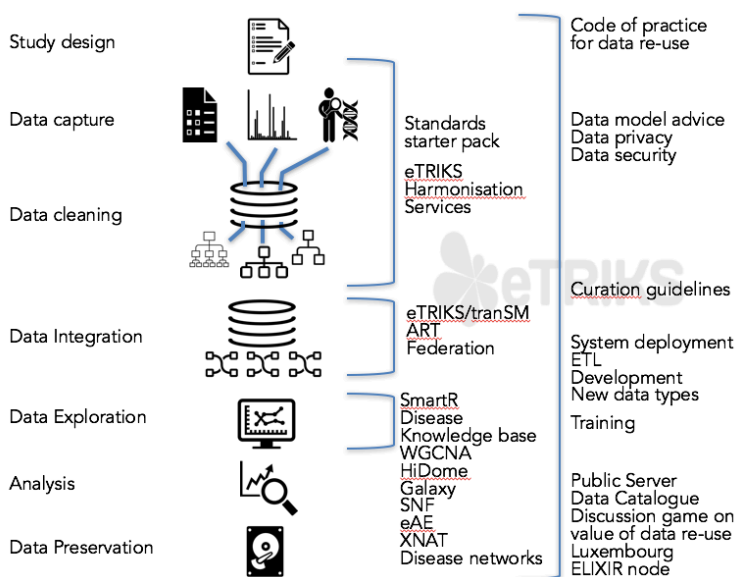 Study design
Data capture
Data cleaning
Data Integration
Data Exploration
Analysis
Data Preservation
Standards
starter pack
eTRIKS
Harmonisation
Services
eTRIKS/tranSM
ART
Federation
SmartR
Disease
Knowledge base
WGCNA
HiDome
Galaxy
SNF
eAE
XNAT
Disease networks
Code of practice
for data re-use
Data model advice
Data privacy
Data security
eTRIKS
Curation guidelines
System deployment
ETL
Development
New data types
Training
Public Server
Data Catalogue
Discussion game on
value of data re-use
Luxembourg
ELIXIR node